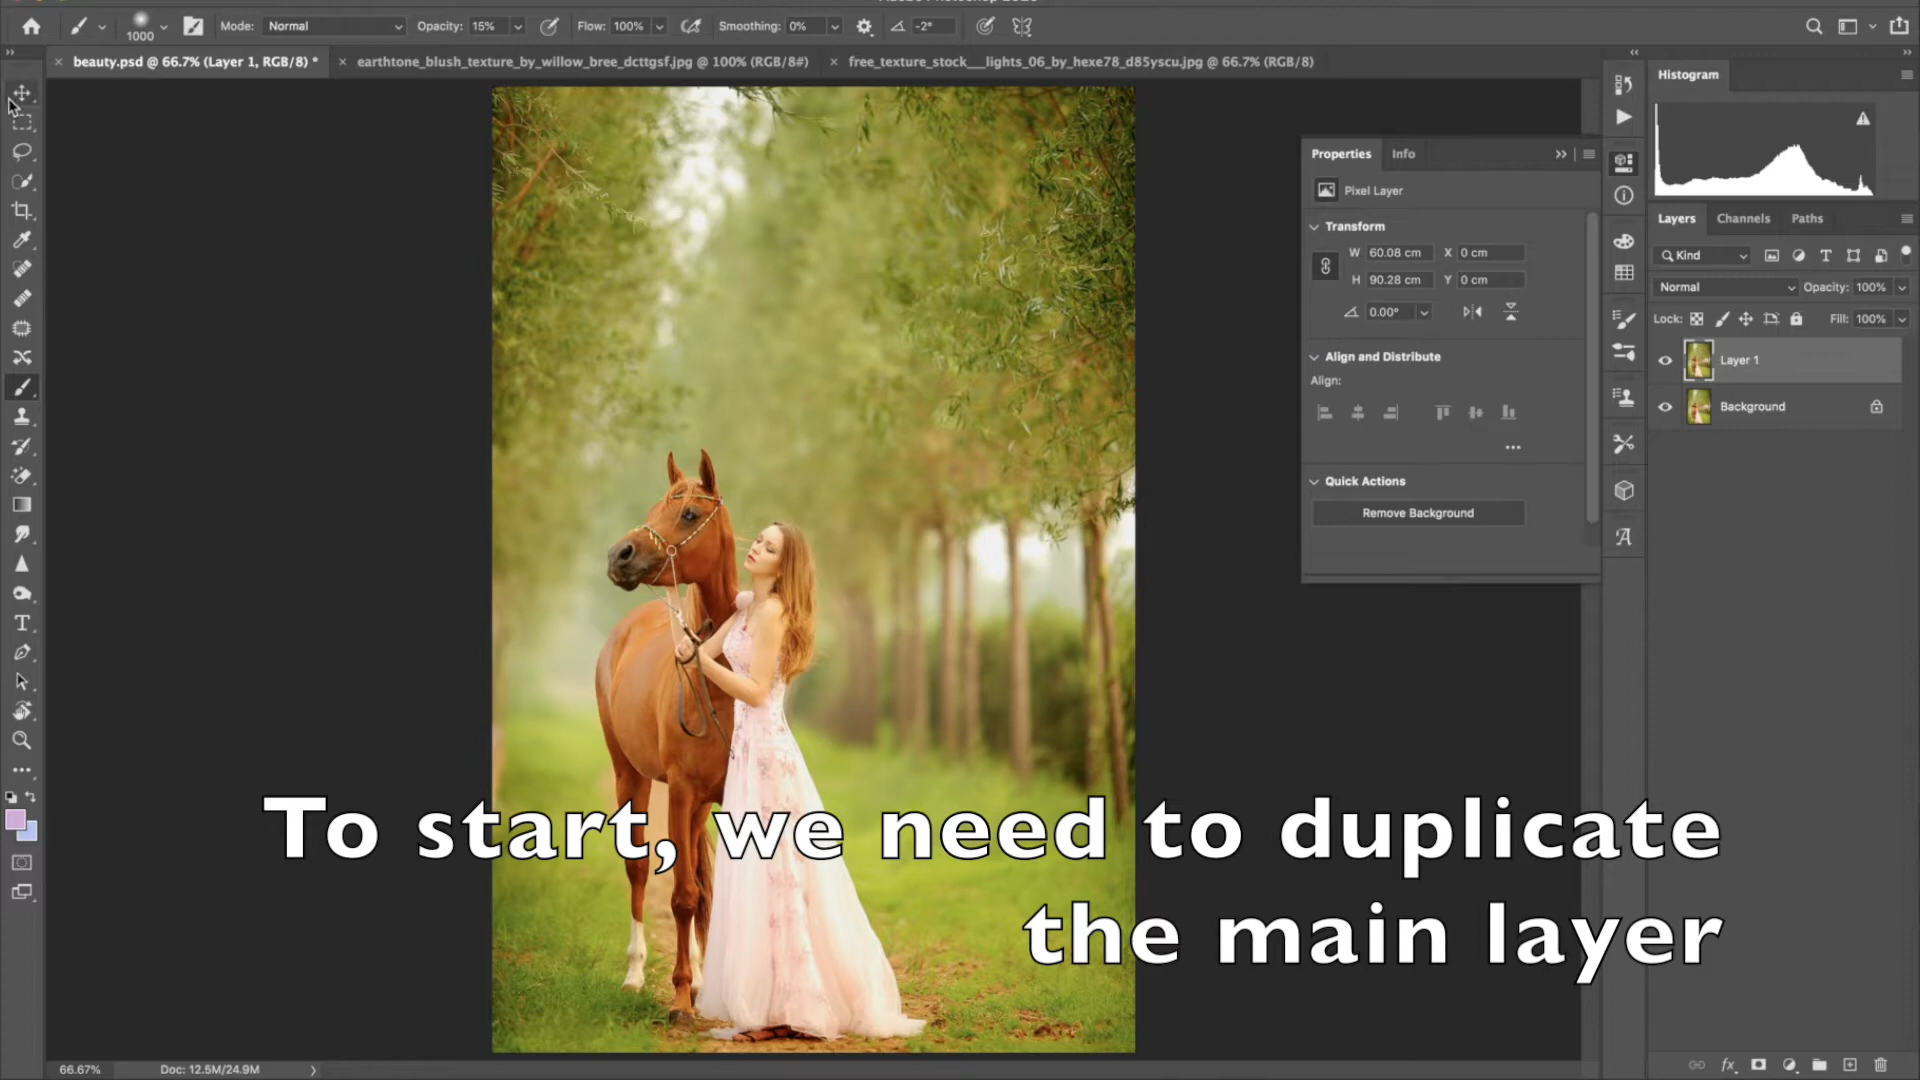 1000
Mode: Normal
Opacity: 15%
Flow: 100%
Smoothing: 0%
-2°
beauty.psd @ 66.7% (Layer 1, RGB/8) *
earthtone_blush_texture_by_willow_bree_dcttgsf.jpg @ 100% (RGB/8#)
free_texture_stock__lights_06_by_hexe78_d85yscu.jpg @ 66.7% (RGB/8)
Histogram
Properties
Info
Pixel Layer
Transform
W 60.08 cm X 0 cm
H 90.28 cm Y 0 cm
0.00°
Align and Distribute
Align:
Quick Actions
Remove Background
Layers
Channels
Paths
Kind
Normal
Opacity: 100%
Lock:
Fill: 100%
Layer 1
Background
To start, we need to duplicate
the main layer
66.67%
Doc: 12.5M/24.9M